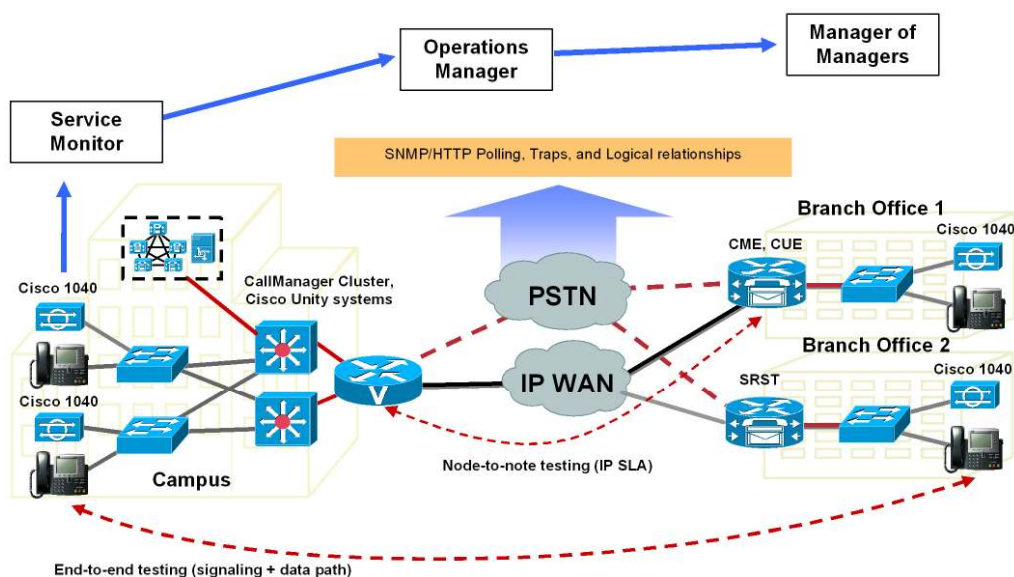 Manager of
Managers
Operations
Manager
Service
Monitor
SNMP/HTTP Polling, Traps, and Logical relationships
Branch Office 1
Cisco 1040
CME, CUE
Cisco 1040
CallManager Cluster,
Cisco Unity systems
PSTN
Branch Office 2
IP WAN
SRST
Cisco 1040
V
Cisco 1040
Node-to-note testing (IP SLA)
Campus
End-to-end testing (signaling + data path)